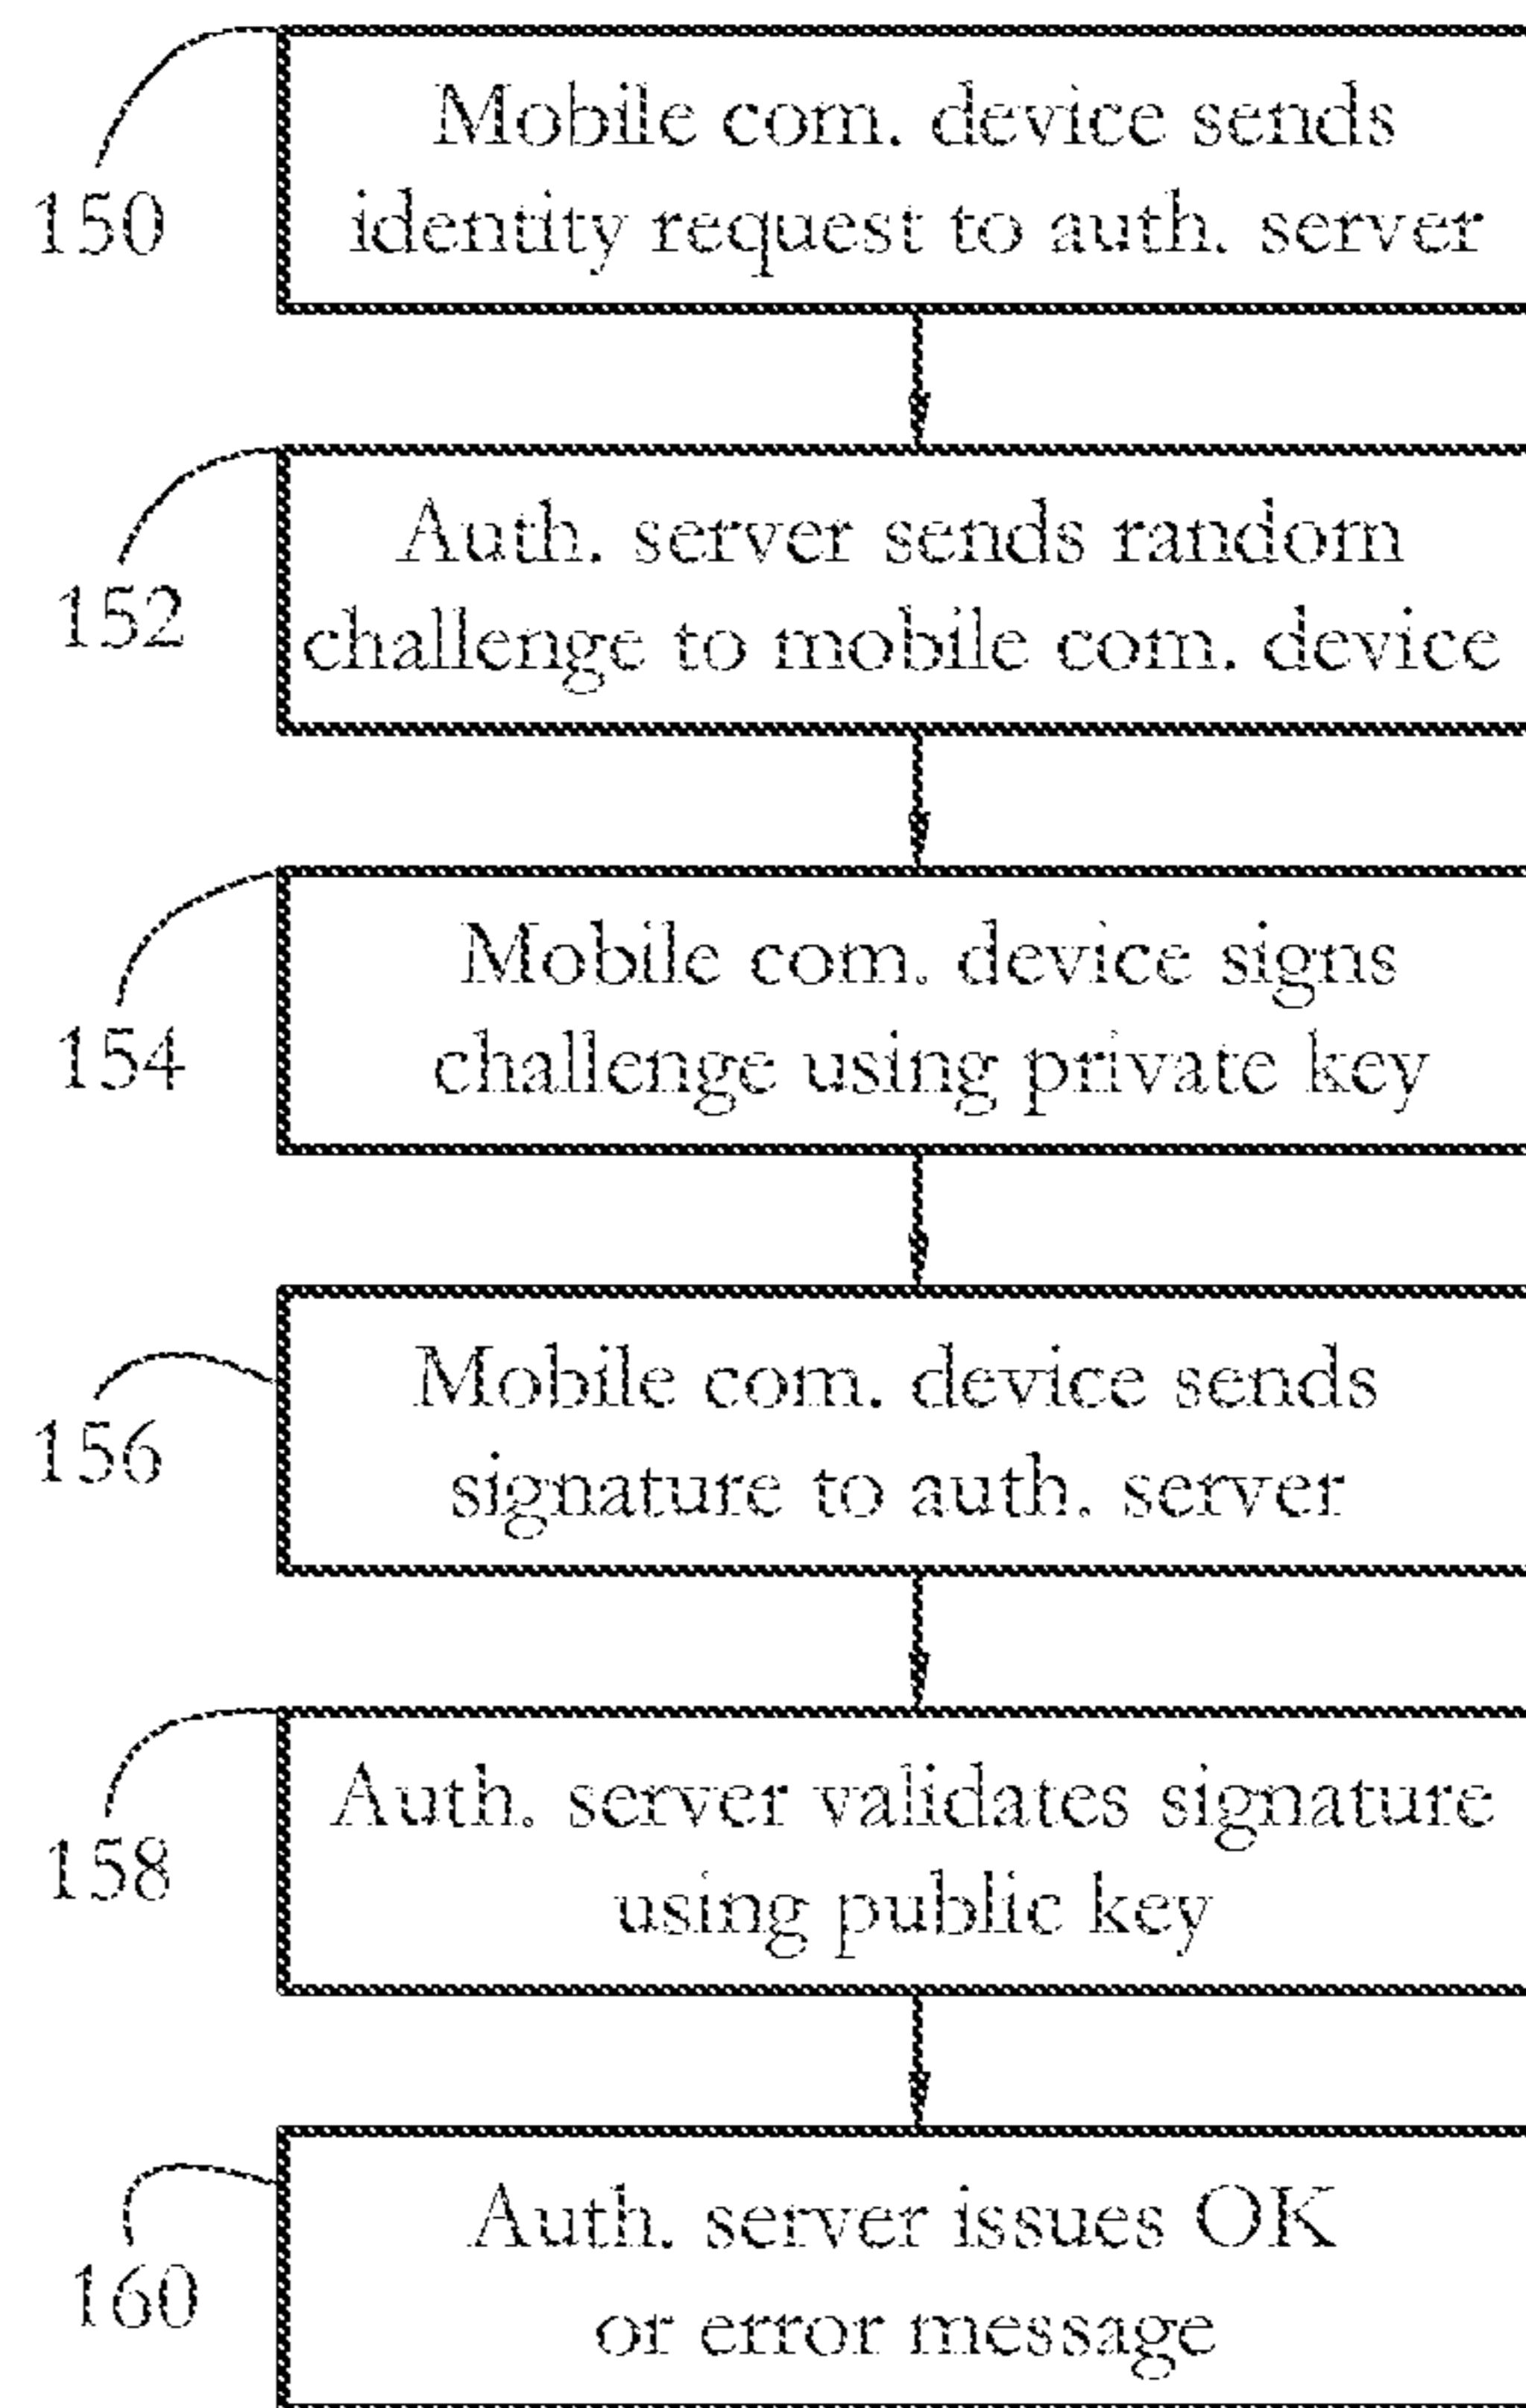 Mobile com. device sends
identity request to auth. server
150
Auth. server sends random
challenge to mobile com. device
152
Mobile com. device signs
challenge using private key
154
Mobile com. device sends
signature to auth. server
156
Auth. server validates signature
using public key
158
Auth. server issues OK
or error message
160